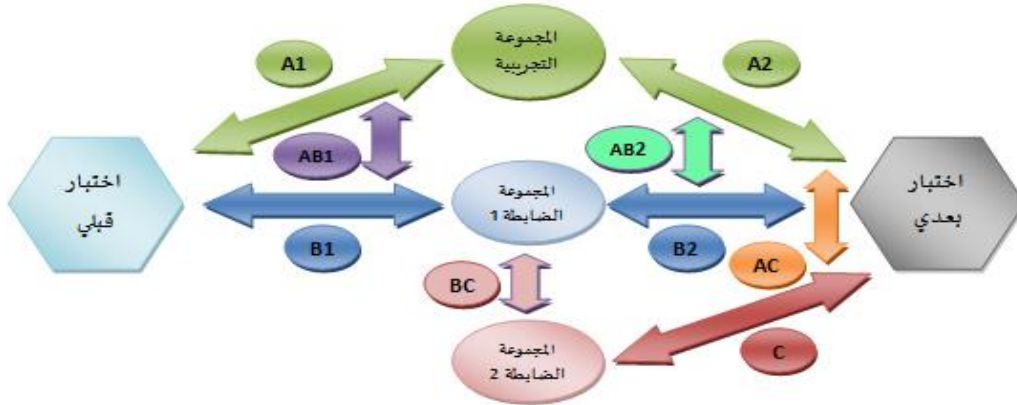 المجموعة
التجريبية
A1
A2
AB1
AB2
اختبار
قبلي
المجموعة
الضابطة 1
اختبار
بعدي
B1
B2
AC
BC
المجموعة
الضابطة 2
C